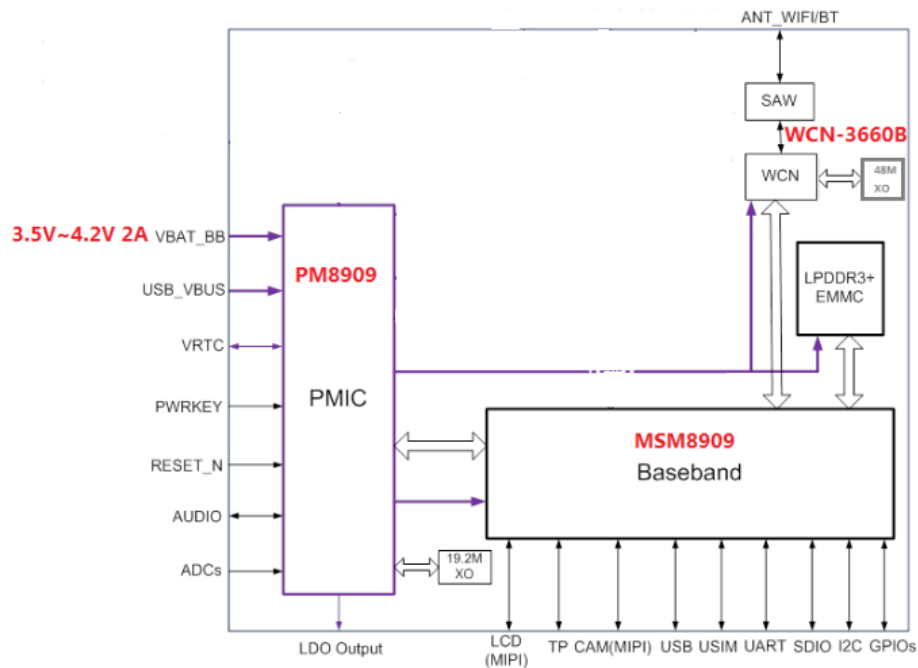 ANT_WIFI/BT
SAW
WCN-3660B
WCN
48M
XO
3.5V~4.2V 2A
VBAT_BB
PM8909
USB_VBUS
LPDDR3+
EMMC
VRTC
PMIC
PWRKEY
MSM8909
Baseband
RESET_N
AUDIO
19.2M
XO
ADCs
LDO Output
LCD
(MIPI)
TP
CAM(MIPI)
USB
USIM
UART
SDIO
I2C
GPIOs